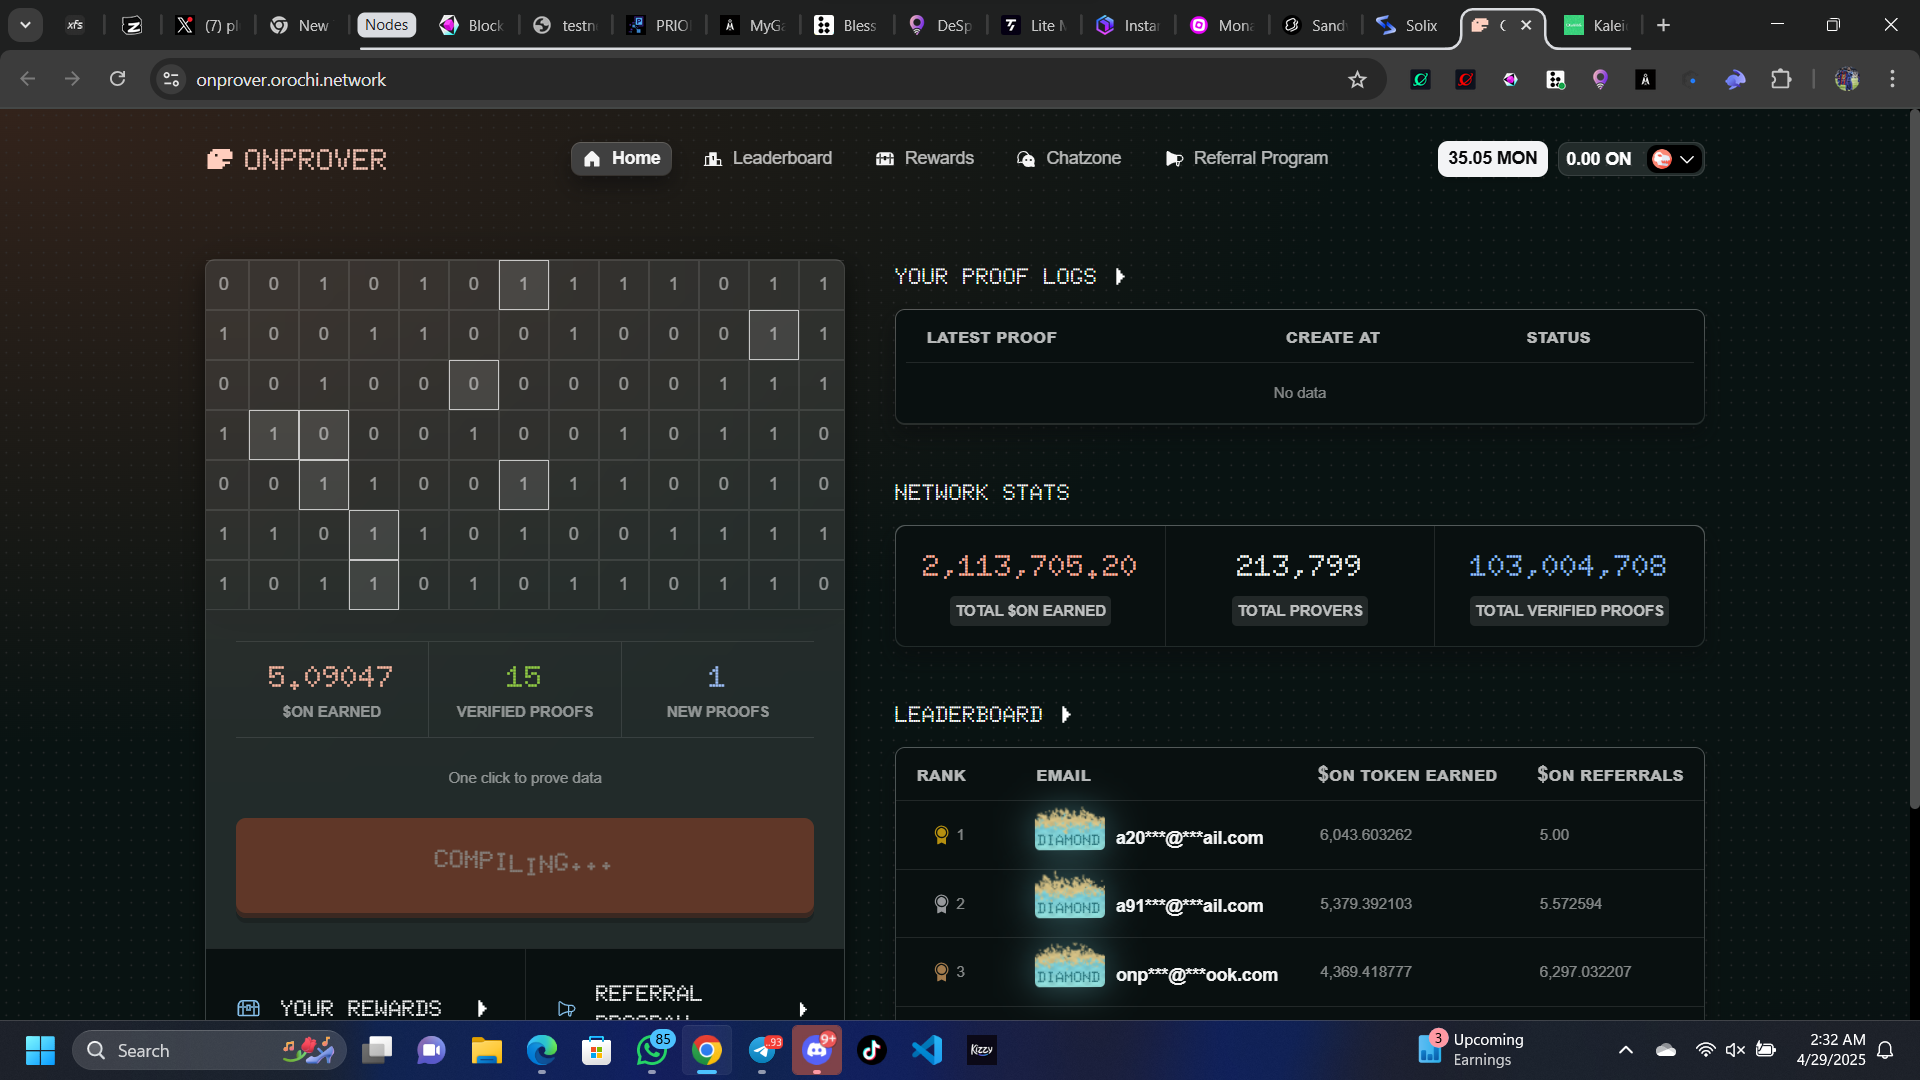 xfs
(7) pl
New
Nodes
Block
testn
PRIO
MyGa
Bless
DeSp
Lite M
Instar
Mona
Sandv
Solix
Kalei
onprover.orochi.network
ONPROVER
Home
Leaderboard
Rewards
Chatzone
Referral Program
35.05 MON
0.00 ON
0 0 1 0 1 0 1 1 1 1 0 1 1
1 0 0 1 1 0 0 1 0 0 0 1 1
0 0 1 0 0 0 0 0 0 0 1 1 1
1 1 0 0 0 1 0 0 1 0 1 1 0
0 0 1 1 0 0 1 1 1 0 0 1 0
1 1 0 1 1 0 1 0 0 1 1 1 1
1 0 1 1 0 1 0 1 1 0 1 1 0
5.09047
$ON EARNED
15
VERIFIED PROOFS
1
NEW PROOFS
One click to prove data
COMPILING...
YOUR REWARDS
REFERRAL
PROGRAM
YOUR PROOF LOGS
LATEST PROOF CREATE AT STATUS
No data
NETWORK STATS
2,113,705.20
TOTAL $ON EARNED
213,799
TOTAL PROVERS
103,004,708
TOTAL VERIFIED PROOFS
LEADERBOARD
RANK EMAIL $ON TOKEN EARNED $ON REFERRALS
1 DIAMOND a20***@***ail.com 6,043.603262 5.00
2 DIAMOND a91***@***ail.com 5,379.392103 5.572594
3 DIAMOND onp***@***ook.com 4,369.418777 6,297.032207
Search
85
..93
9+
Kizzy
3
Upcoming
Earnings
2:32 AM
4/29/2025